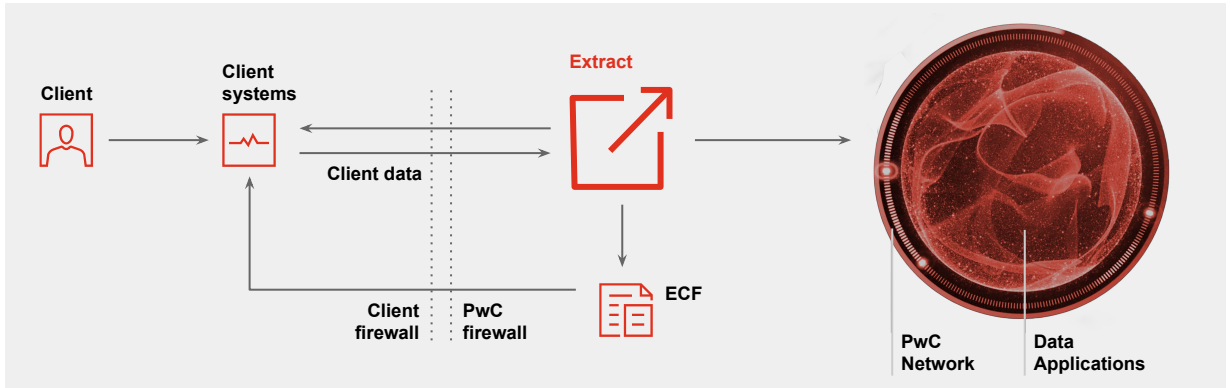 Client
Client
systems
Extract
Client data
ECF
Client
firewall
PwC
firewall
PwC
Network
Data
Applications